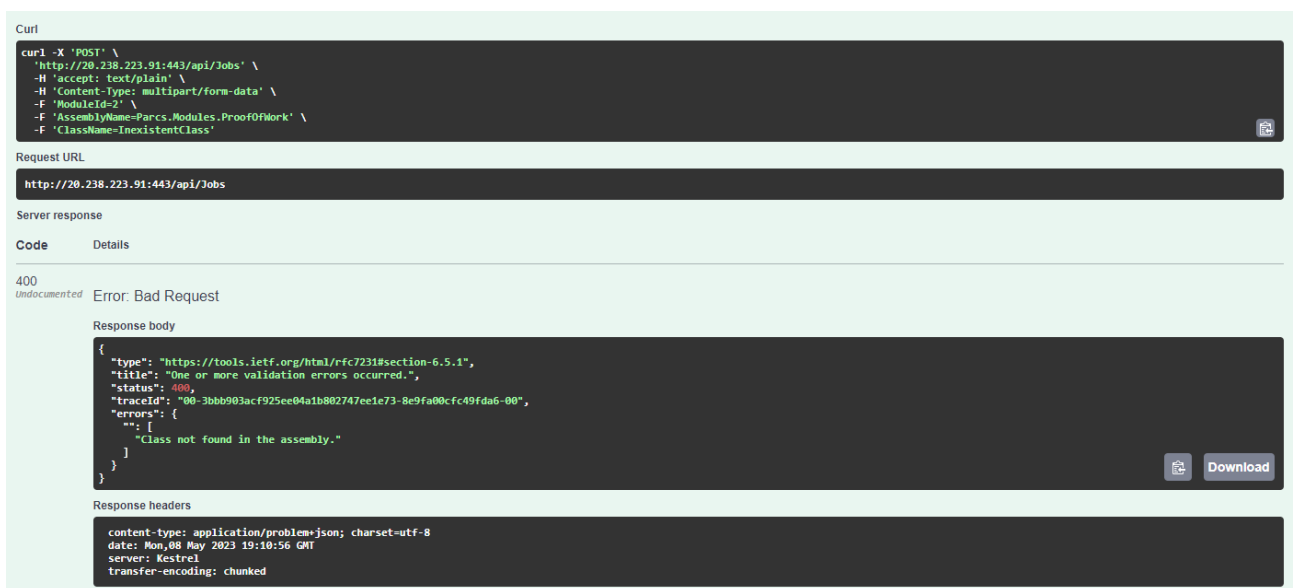 Curl
curl -X 'POST' \
'http://20.238.223.91:443/api/Jobs' \
-H 'accept: text/plain' \
-H 'Content-Type: multipart/form-data' \
-F 'ModuleId=2' \
-F 'AssemblyName=Parcs.Modules.ProofOfWork' \
-F 'ClassName=InexistentClass'
Request URL
http://20.238.223.91:443/api/Jobs
Server response
Code Details
400
Undocumented Error: Bad Request
Response body
{
"type": "https://tools.ietf.org/html/rfc7231#section-6.5.1",
"title": "One or more validation errors occurred.",
"status": 400,
"traceId": "00-3bbb903acf925ee04a1b802747ee1e73-8e9fa00cfc49fda6-00",
"errors": {
"": [
"Class not found in the assembly."
]
}
}
Download
Response headers
content-type: application/problem+json; charset=utf-8
date: Mon,08 May 2023 19:10:56 GMT
server: Kestrel
transfer-encoding: chunked